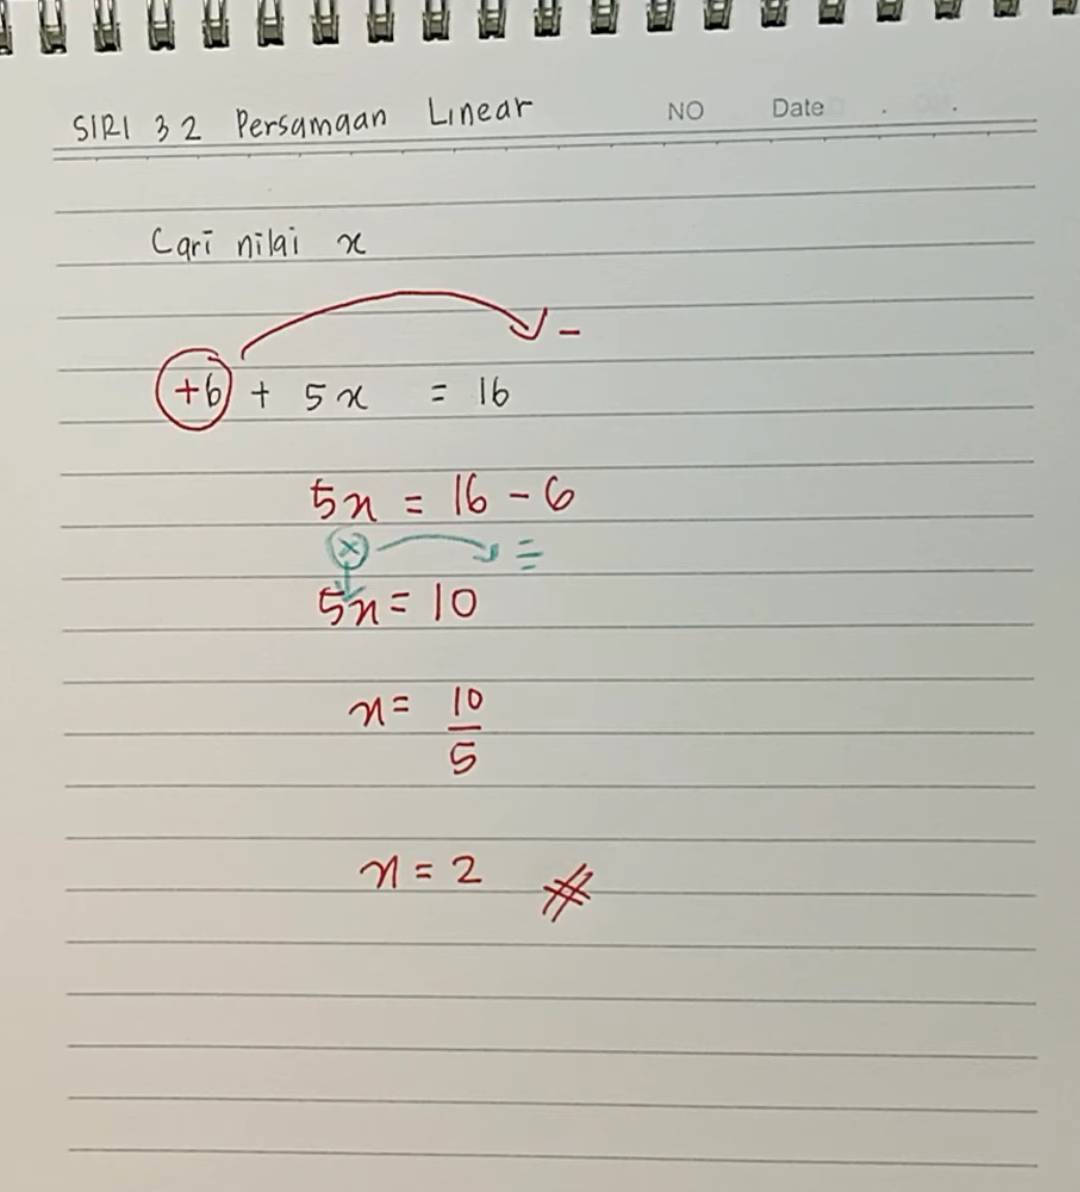 SIRI 32 Persamaan Linear NO Date
Cari nilai x
-
+6 + 5x = 16
5x = 16 - 6
× ÷
5x = 10
x = 10/5
x = 2 #